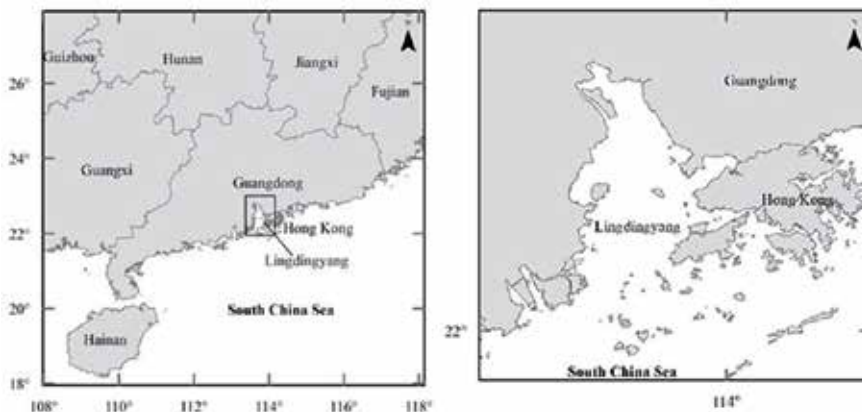 Guizhou
Hunan
Jiangxi
Fujian
Guangxi
Guangdong
Hong Kong
Lingdingyang
South China Sea
Hainan
26°
24°
22°
20°
18°
108°
110°
112°
114°
116°
118°
Guangdong
Hong Kong
Lingdingyang
22°
South China Sea
114°